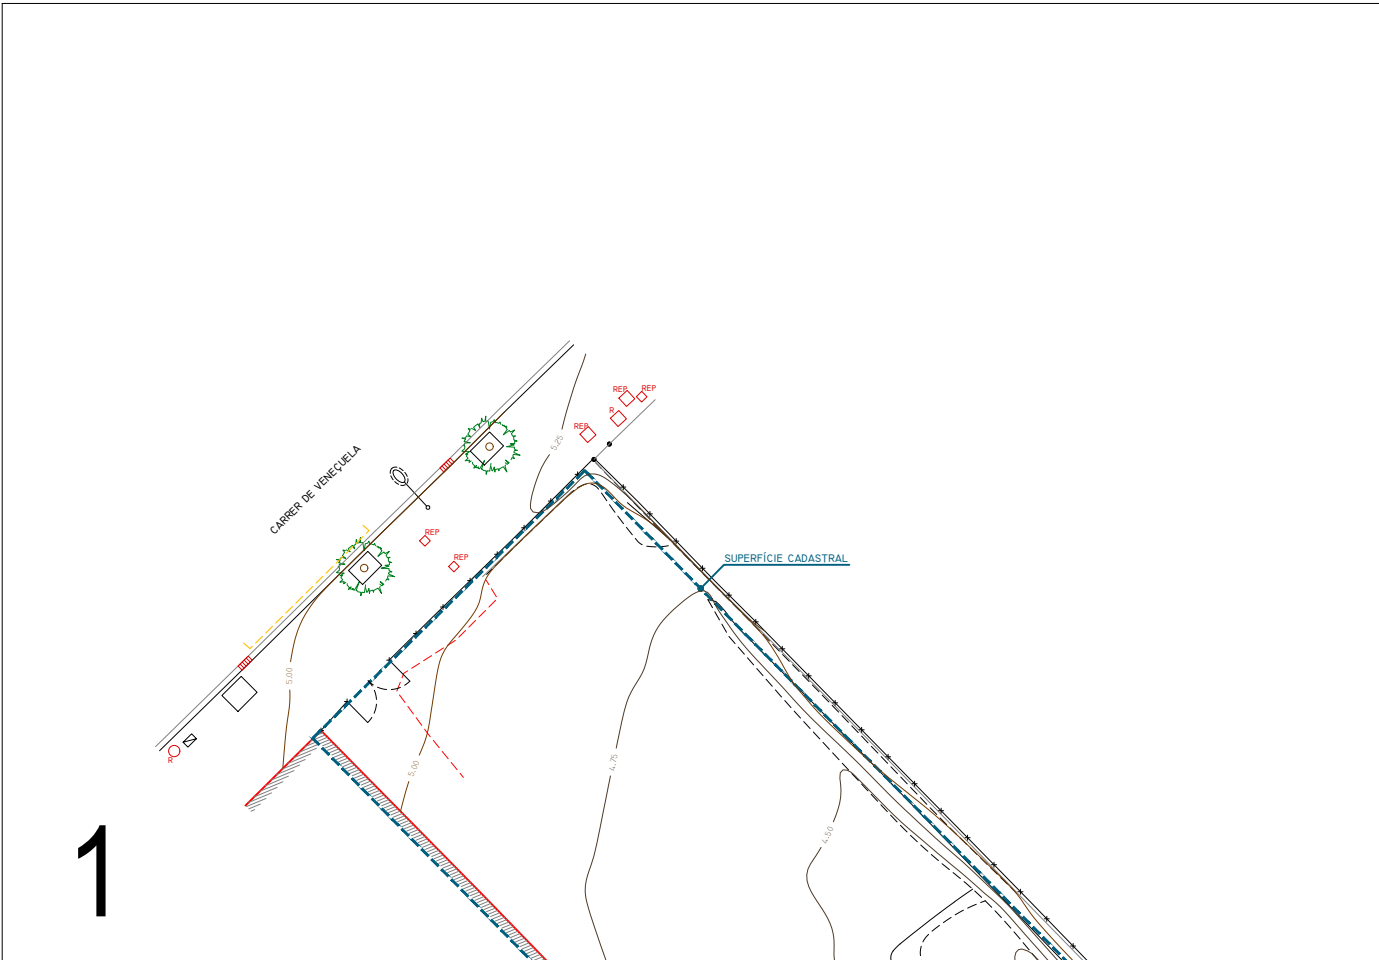 REP
REP
R
REP
5.25
CARRER DE VENEÇUELA
REP
REP
SUPERFÍCIE CADASTRAL
5.00
R
4.75
5.00
4.50
1